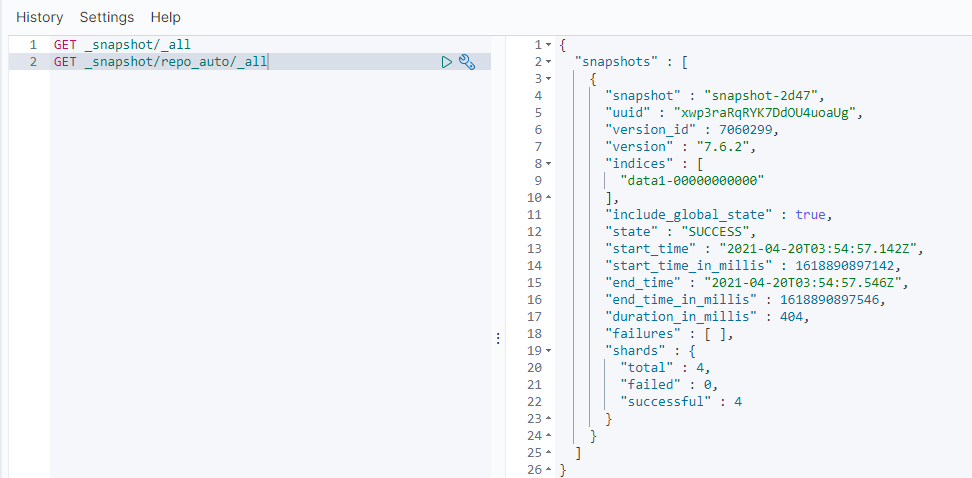 History Settings Help
1 GET _snapshot/_all
2 GET _snapshot/repo_auto/_all
1 {
2 "snapshots" : [
3 {
4 "snapshot" : "snapshot-2d47",
5 "uuid" : "xwp3raRqRYK7DdOU4uoaUg",
6 "version_id" : 7060299,
7 "version" : "7.6.2",
8 "indices" : [
9 "data1-00000000000"
10 ],
11 "include_global_state" : true,
12 "state" : "SUCCESS",
13 "start_time" : "2021-04-20T03:54:57.142Z",
14 "start_time_in_millis" : 1618890897142,
15 "end_time" : "2021-04-20T03:54:57.546Z",
16 "end_time_in_millis" : 1618890897546,
17 "duration_in_millis" : 404,
18 "failures" : [ ],
19 "shards" : {
20 "total" : 4,
21 "failed" : 0,
22 "successful" : 4
23 }
24 }
25 ]
26 }